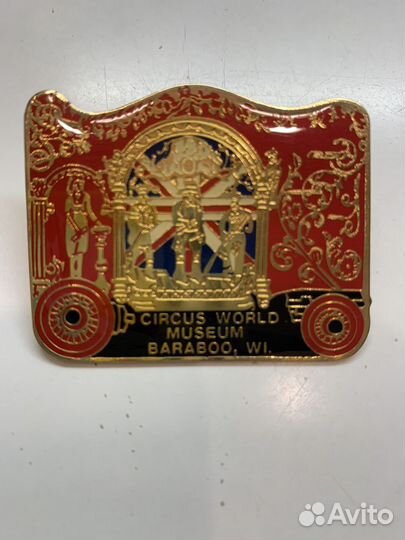 CIRCUS WORLD
MUSEUM
BARABOO, WI.
Avito